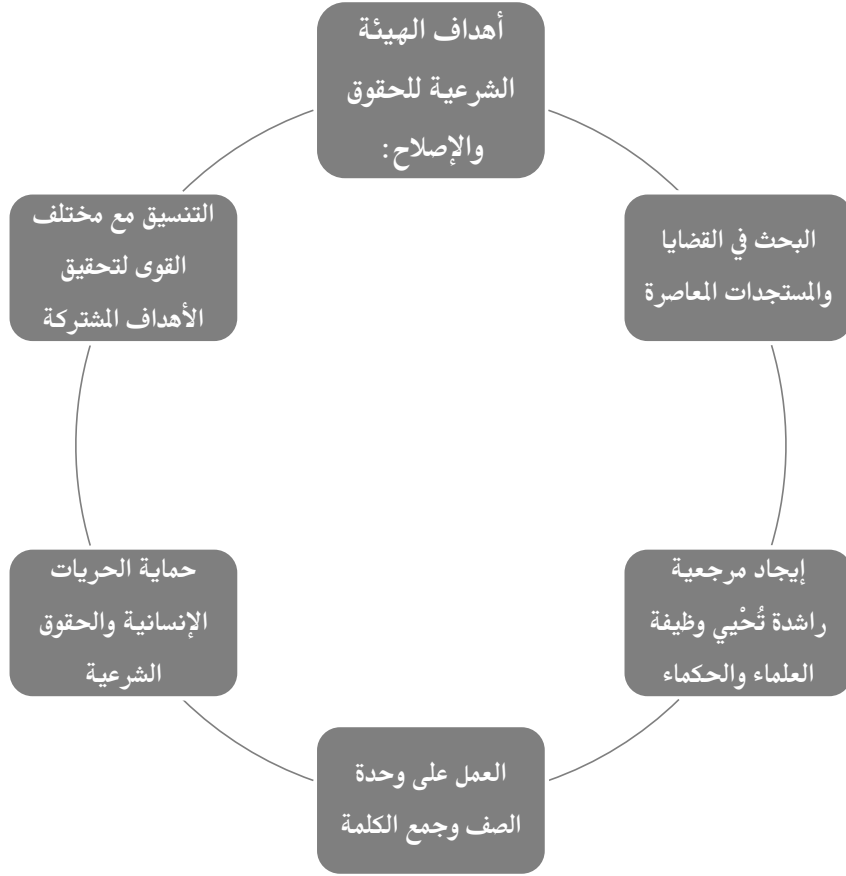 أهداف الهيئة
الشرعية للحقوق
والإصلاح:
البحث في القضايا
والمستجدات المعاصرة
إيجاد مرجعية
راشدة تُحْيي وظيفة
العلماء والحكماء
العمل على وحدة
الصف وجمع الكلمة
حماية الحريات
الإنسانية والحقوق
الشرعية
التنسيق مع مختلف
القوى لتحقيق
الأهداف المشتركة